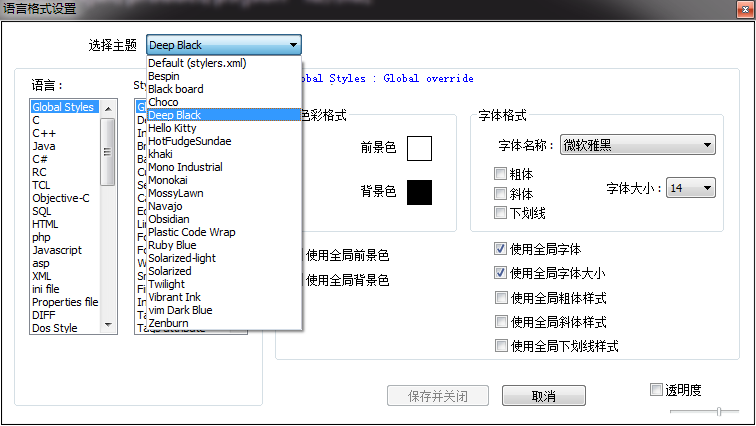 语言格式设置
选择主题 Deep Black
Default (stylers.xml)
Bespin
Black board
Choco
Deep Black
Hello Kitty
HotFudgeSundae
khaki
Mono Industrial
Monokai
MossyLawn
Navajo
Obsidian
Plastic Code Wrap
Ruby Blue
Solarized-light
Solarized
Twilight
Vibrant Ink
vim Dark Blue
Zenburn
语言：
Global Styles
C
C++
Java
C#
RC
TCL
Objective-C
SQL
HTML
php
Javascript
asp
XML
ini file
Properties file
DIFF
Dos Style
Styles : Global override
色彩格式
前景色
背景色
使用全局前景色
使用全局背景色
字体格式
字体名称： 微软雅黑
粗体
斜体
下划线
字体大小： 14
使用全局字体
使用全局字体大小
使用全局粗体样式
使用全局斜体样式
使用全局下划线样式
保存并关闭
取消
透明度